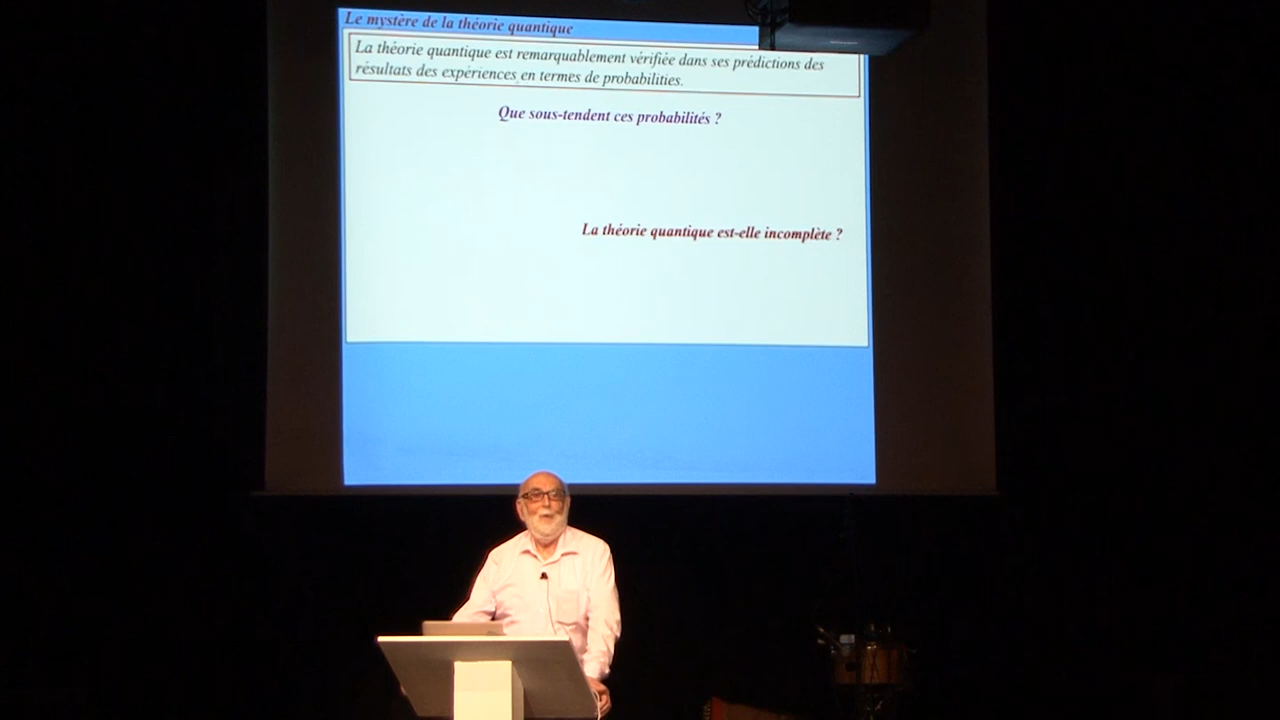 Le mystère de la théorie quantique
La théorie quantique est remarquablement vérifiée dans ses prédictions des
résultats des expériences en termes de probabilities.
Que sous-tendent ces probabilités ?
La théorie quantique est-elle incomplète ?